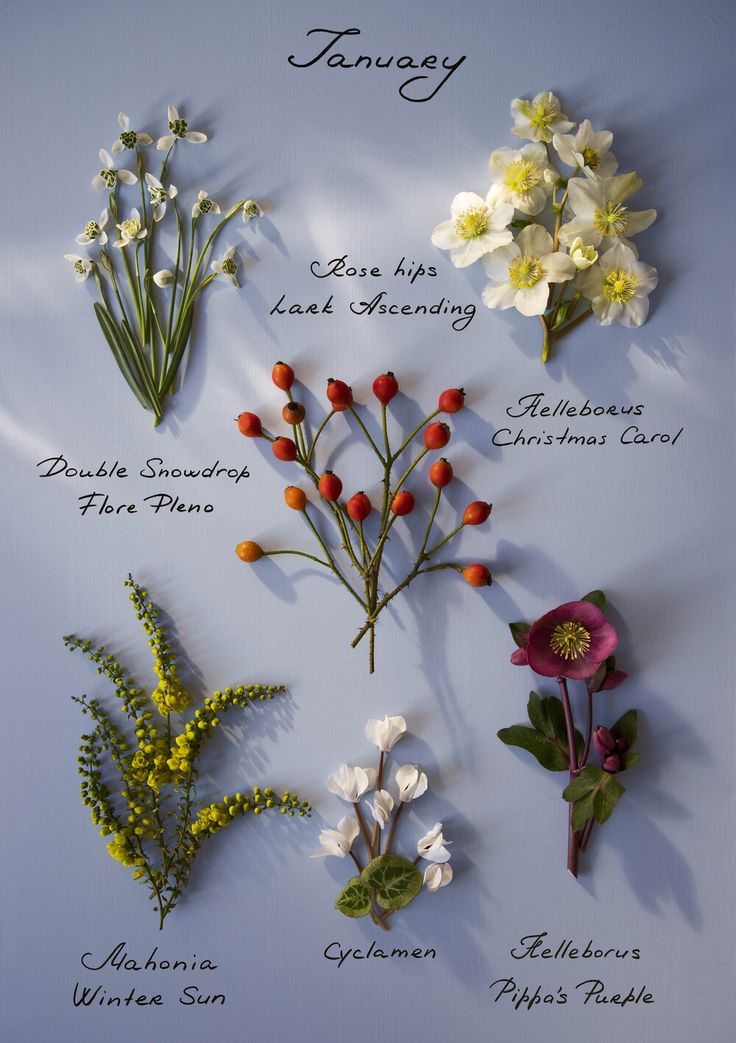 January
Rose hips
Lark Ascending
Helleborus
Christmas Carol
Double Snowdrop
Flore Pleno
Mahonia
Winter Sun
Cyclamen
Helleborus
Pippa's Purple